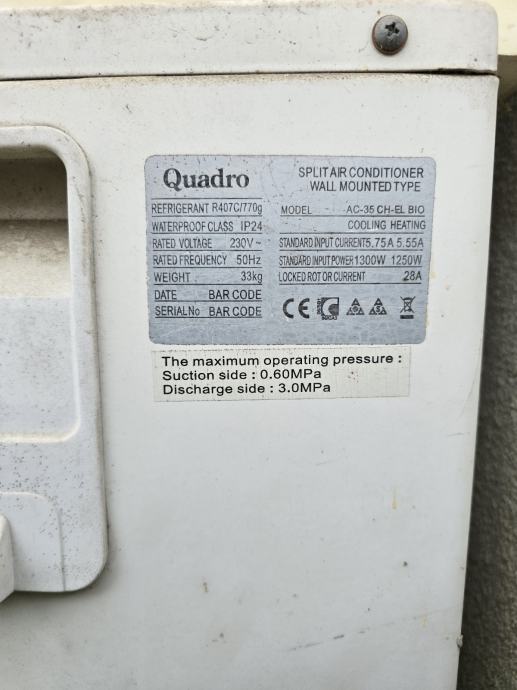 Quadro
SPLIT AIR CONDITIONER
WALL MOUNTED TYPE
REFRIGERANT R407C/770g
WATERPROOF CLASS IP24
RATED VOLTAGE 230V~
RATED FREQUENCY 50Hz
WEIGHT 33kg
DATE BAR CODE
SERIAL No BAR CODE
MODEL AC-35 CH-EL BIO
COOLING HEATING
STANDARD INPUT CURRENT 5.75A 5.55A
STANDARD INPUT POWER 1300W 1250W
LOCKED ROTOR CURRENT 28A
CE
The maximum operating pressure :
Suction side : 0.60MPa
Discharge side : 3.0MPa